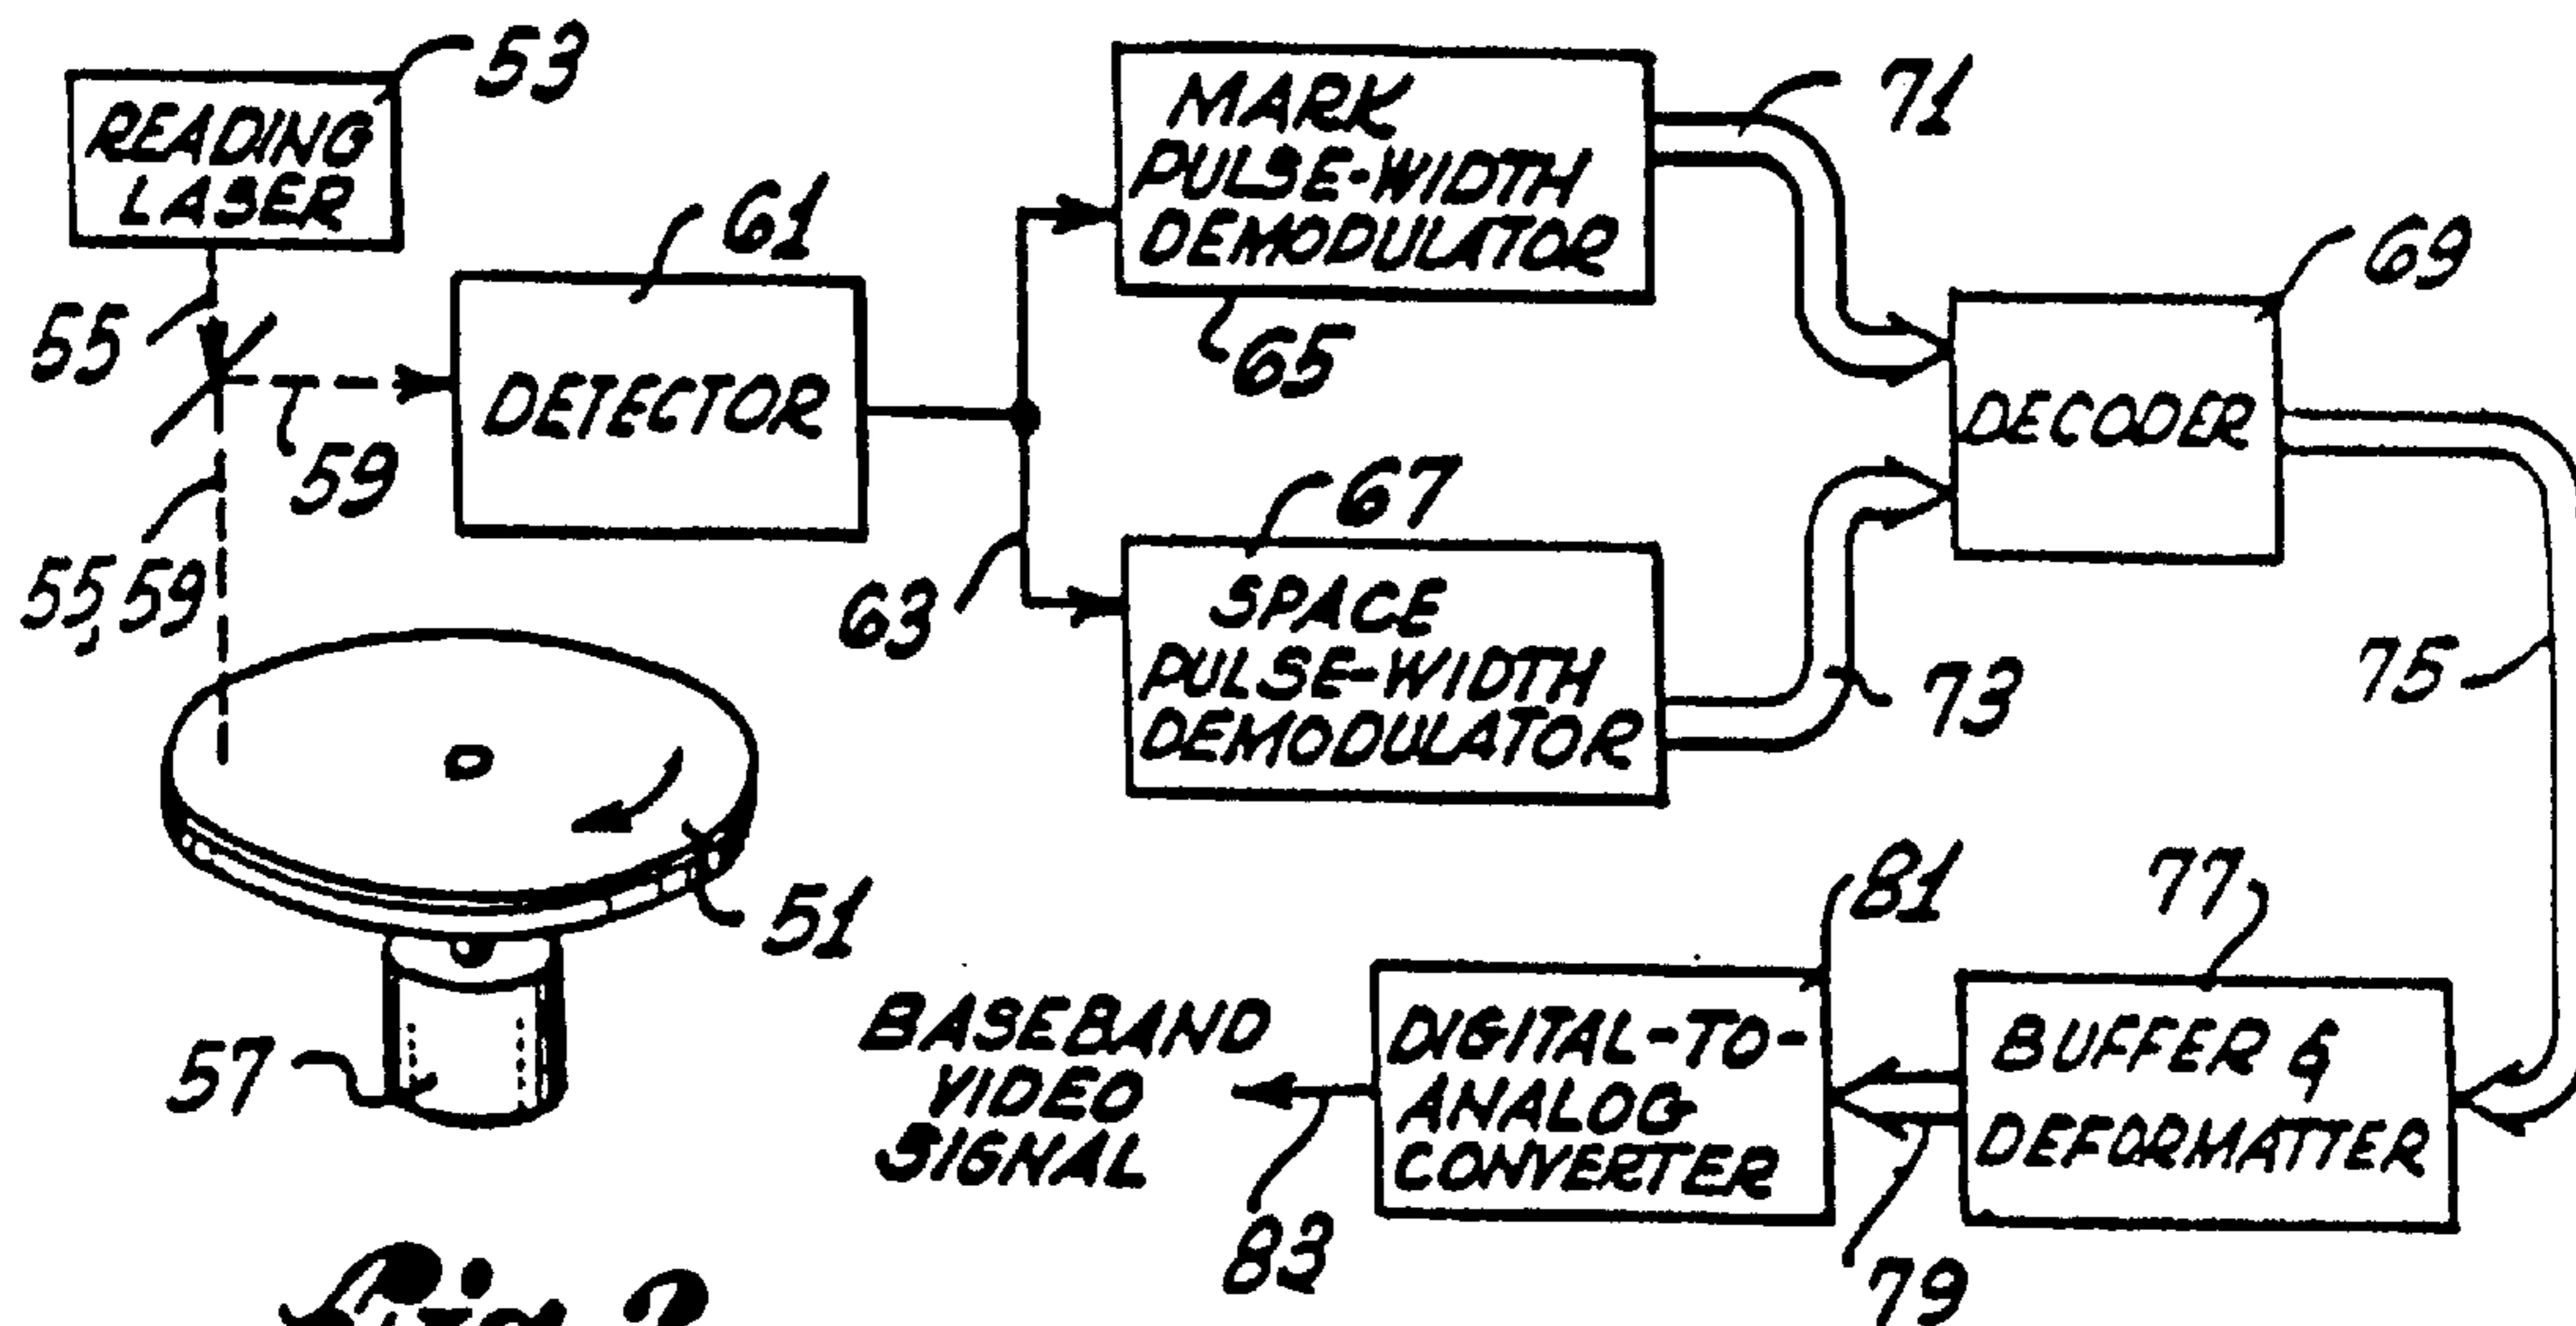 53
READING
LASER
55
59
55,59
61
DETECTOR
63
MARK
PULSE-WIDTH
DEMODULATOR
65
71
67
SPACE
PULSE-WIDTH
DEMODULATOR
73
69
DECODER
75
51
57
77
BUFFER &
DEFORMATTER
79
81
DIGITAL-TO-
ANALOG
CONVERTER
83
BASEBAND
VIDEO
SIGNAL